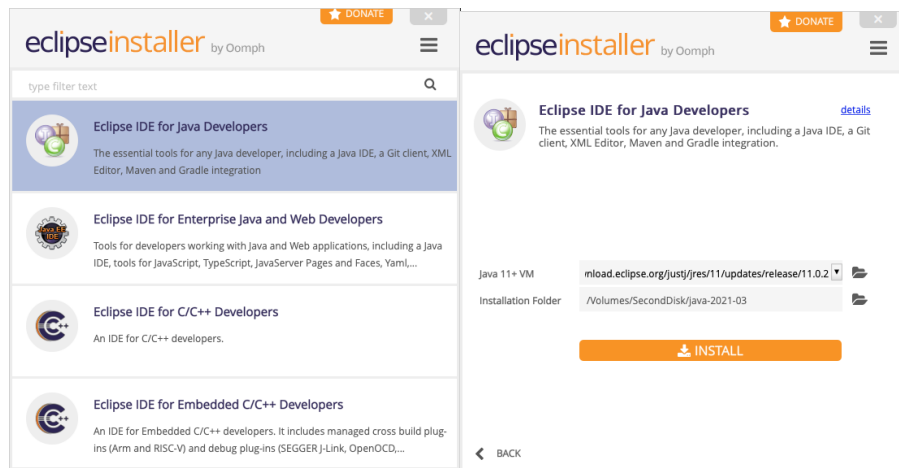 DONATE
eclipseinstaller by Oomph
type filter text
Eclipse IDE for Java Developers
The essential tools for any Java developer, including a Java IDE, a Git client, XML
Editor, Maven and Gradle integration
Java EE
IDE
Eclipse IDE for Enterprise Java and Web Developers
Tools for developers working with Java and Web applications, including a Java
IDE, tools for JavaScript, TypeScript, JavaServer Pages and Faces, Yaml,...
C++
Eclipse IDE for C/C++ Developers
An IDE for C/C++ developers.
C++
Eclipse IDE for Embedded C/C++ Developers
An IDE for Embedded C/C++ developers. It includes managed cross build plug-
ins (Arm and RISC-V) and debug plug-ins (SEGGER J-Link, OpenOCD,...
DONATE
eclipseinstaller by Oomph
Eclipse IDE for Java Developers
details
The essential tools for any Java developer, including a Java IDE, a Git
client, XML Editor, Maven and Gradle integration.
Java 11+ VM
nload.eclipse.org/justj/jres/11/updates/release/11.0.2
Installation Folder
/Volumes/SecondDisk/java-2021-03
INSTALL
BACK